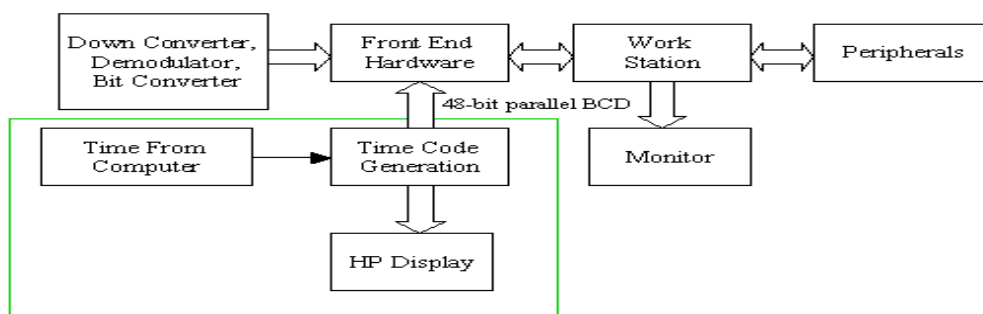 Down Converter,
Demodulator,
Bit Converter
Front End
Hardware
Work
Station
Peripherals
48-bit parallel BCD
Time From
Computer
Time Code
Generation
Monitor
HP Display